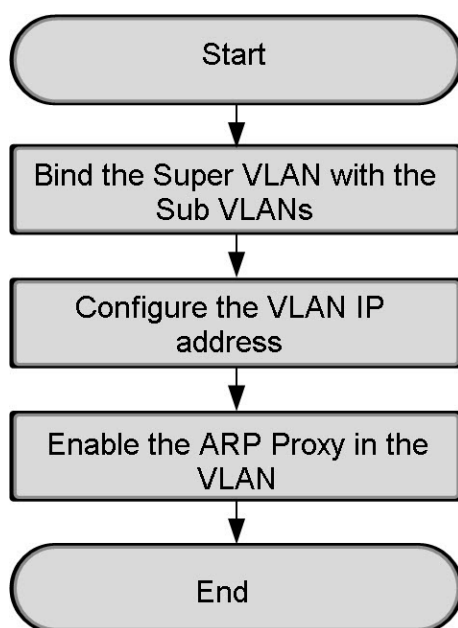 Start
Bind the Super VLAN with the
Sub VLANs
Configure the VLAN IP
address
Enable the ARP Proxy in the
VLAN
End